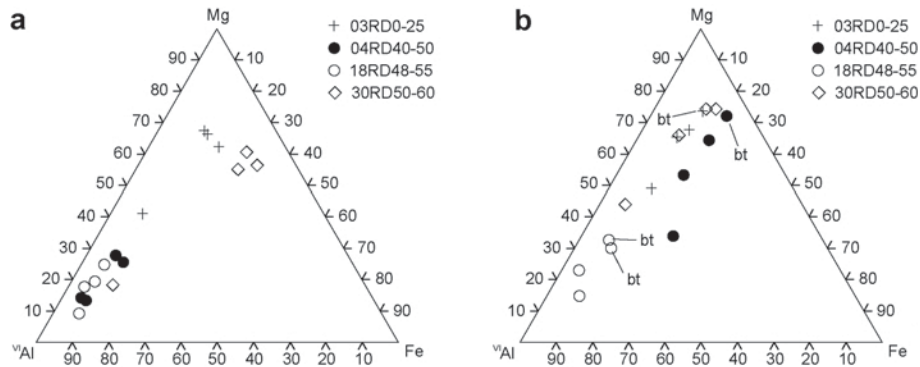 a
Mg
+ 03RD0-25
● 04RD40-50
○ 18RD48-55
◇ 30RD50-60
90 10
80 20
70 30
60 40
50 50
40 60
30 70
20 80
10 90
ⱽᴵAl Fe
90 80 70 60 50 40 30 20 10
b
Mg
+ 03RD0-25
● 04RD40-50
○ 18RD48-55
◇ 30RD50-60
90 10
80 20
bt
70 30
bt
60 40
50 50
40 60
30 bt 70
bt
20 80
10 90
ⱽᴵAl Fe
90 80 70 60 50 40 30 20 10